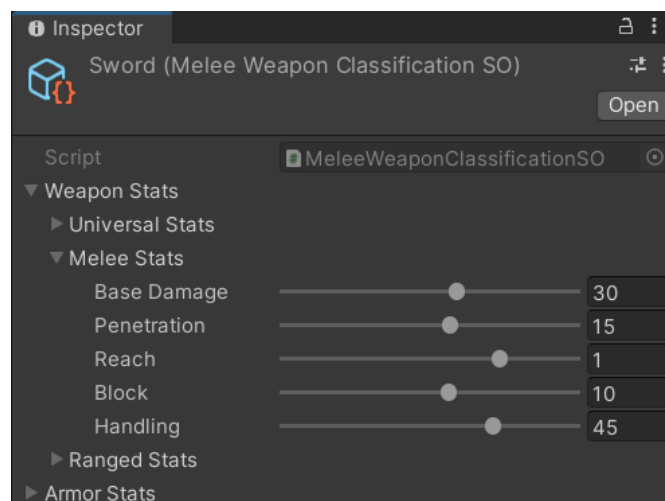 Inspector
Sword (Melee Weapon Classification SO)
Open
Script MeleeWeaponClassificationSO
Weapon Stats
Universal Stats
Melee Stats
Base Damage 30
Penetration 15
Reach 1
Block 10
Handling 45
Ranged Stats
Armor Stats